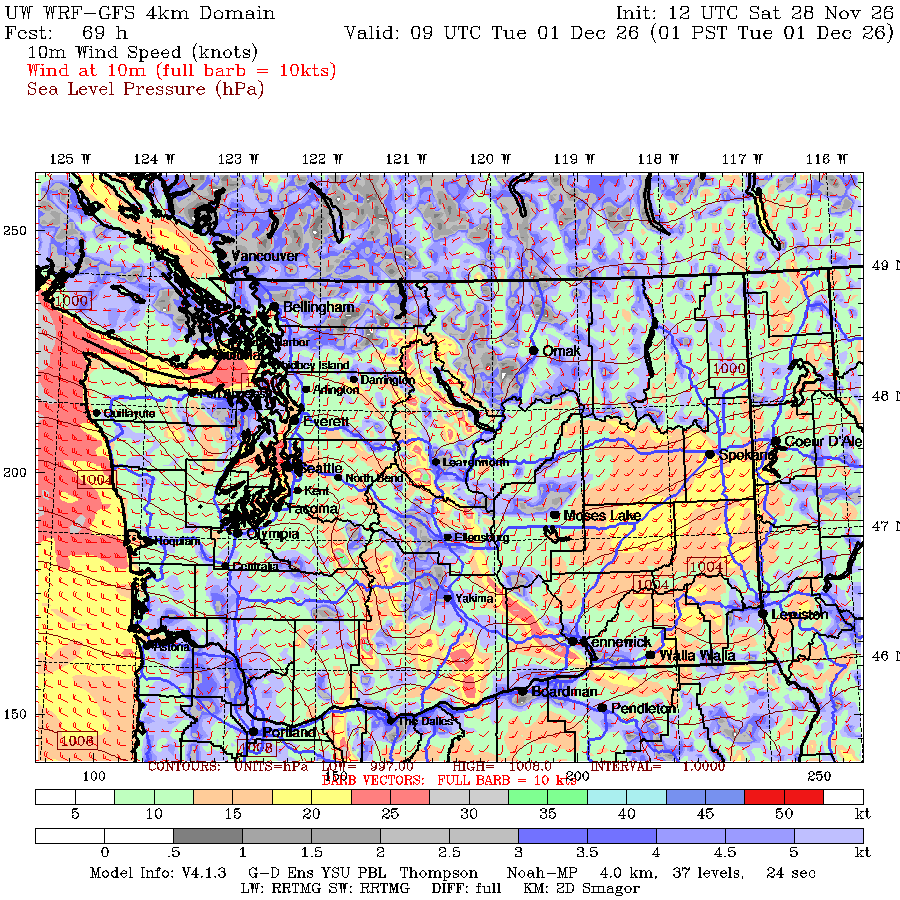 UW WRF-GFS 4km Domain Init: 12 UTC Sat 28 Nov 26
Fcst: 69 h Valid: 09 UTC Tue 01 Dec 26 (01 PST Tue 01 Dec 26)
10m Wind Speed (knots)
Wind at 10m (full barb = 10kts)
Sea Level Pressure (hPa)
125 W 124 W 123 W 122 W 121 W 120 W 119 W 118 W 117 W 116 W
250
Vancouver
49 N
1000
Bellingham
Omak
1000
Darrington
Arlington
48 N
Quillayute
Everett
Coeur D'Alene
Spokane
Leavenworth
200
Seattle
North Bend
1004
Kent
Tacoma
Moses Lake
47 N
Olympia
Ellensburg
Hoquiam
Centralia
1004
1004
Yakima
Lewiston
Kennewick
Walla Walla
46 N
Astoria
Boardman
Pendleton
150
The Dalles
Portland
1008
1008
CONTOURS: UNITS=hPa LOW= 997.00 HIGH= 1008.0 INTERVAL= 1.0000
BARB VECTORS: FULL BARB = 10 kts
100 150 200 250
5 10 15 20 25 30 35 40 45 50 kt
0 .5 1 1.5 2 2.5 3 3.5 4 4.5 5 kt
Model Info: V4.1.3 G-D Ens YSU PBL Thompson Noah-MP 4.0 km, 37 levels, 24 sec
LW: RRTMG SW: RRTMG DIFF: full KM: 2D Smagor